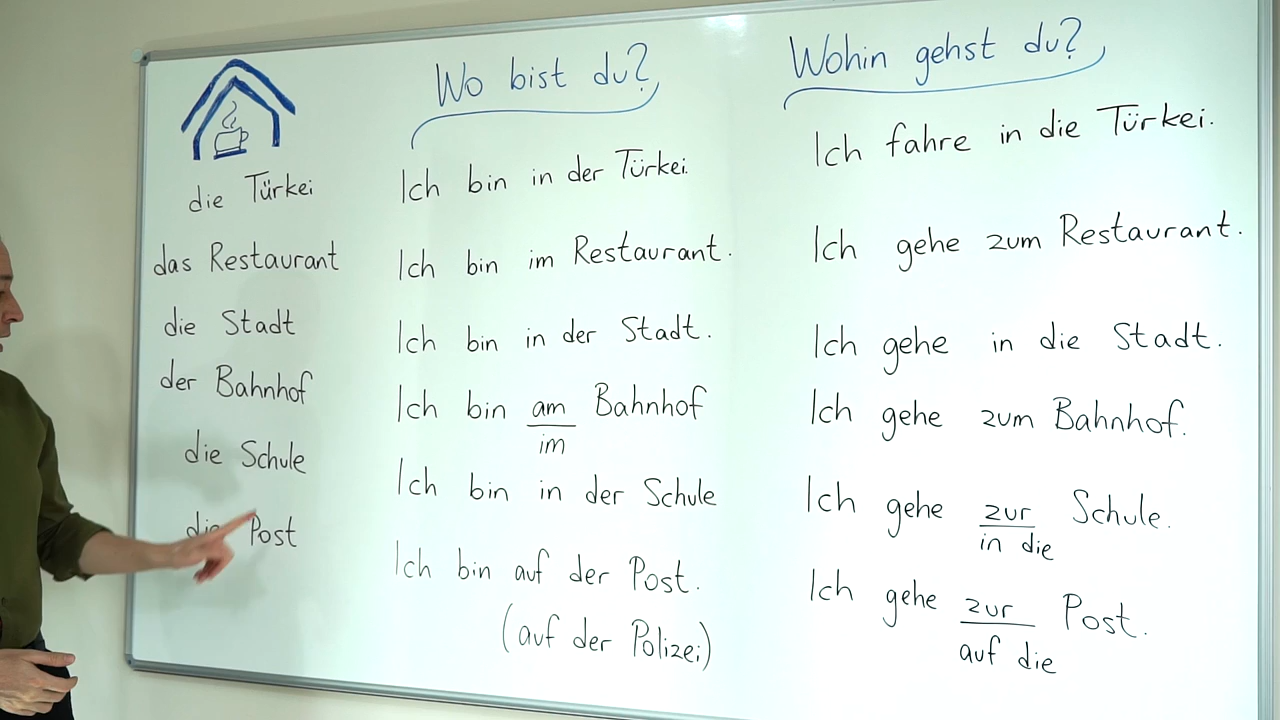 Wo bist du?
Wohin gehst du?
die Türkei
Ich bin in der Türkei.
Ich fahre in die Türkei.
das Restaurant
Ich bin im Restaurant.
Ich gehe zum Restaurant.
die Stadt
Ich bin in der Stadt.
Ich gehe in die Stadt.
der Bahnhof
Ich bin am Bahnhof
im
Ich gehe zum Bahnhof.
die Schule
Ich bin in der Schule
Ich gehe zur Schule.
in die
die Post
Ich bin auf der Post.
(auf der Polizei)
Ich gehe zur Post.
auf die